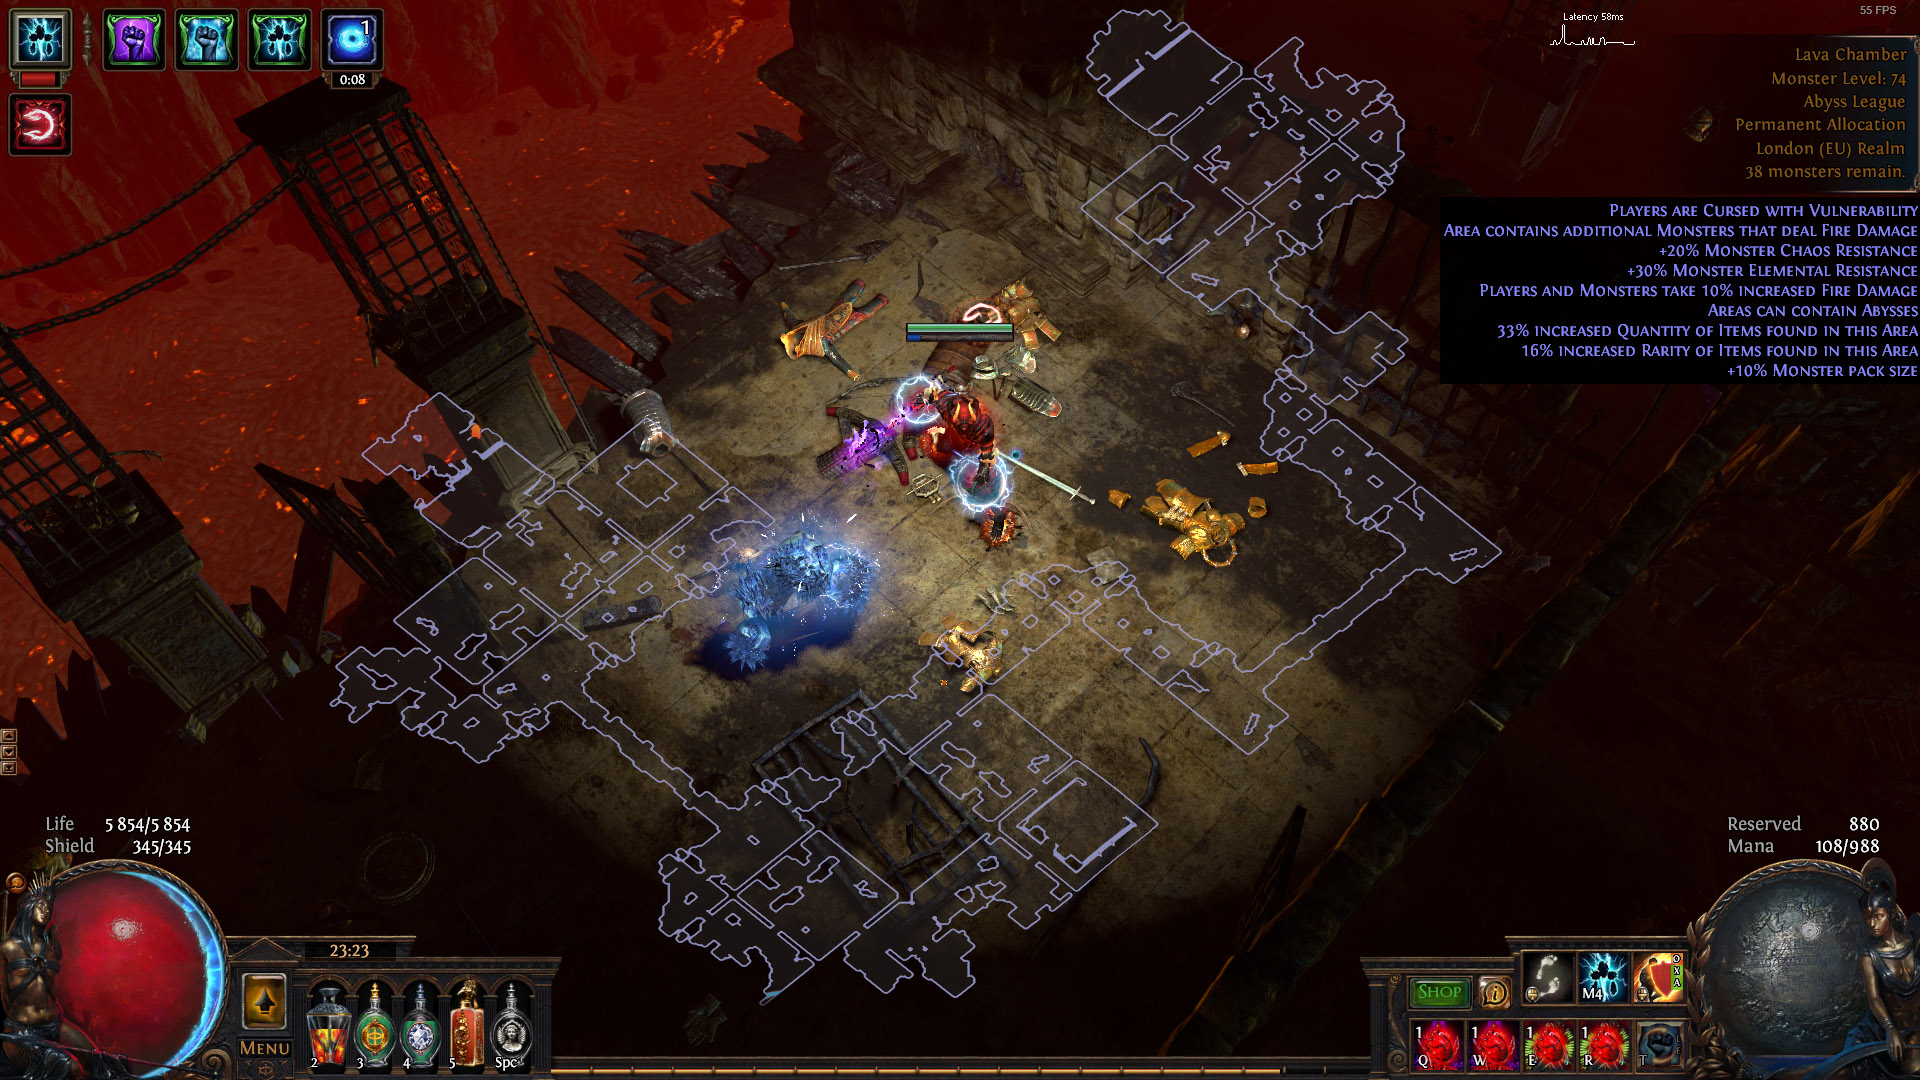 55 FPS
Latency 58ms
1
0:08
Lava Chamber
Monster Level: 74
Abyss League
Permanent Allocation
London (EU) Realm
38 monsters remain.
Players are Cursed with Vulnerability
Area contains additional Monsters that deal Fire Damage
+20% Monster Chaos Resistance
+30% Monster Elemental Resistance
Players and Monsters take 10% increased Fire Damage
Areas can contain Abysses
33% increased Quantity of Items found in this Area
16% increased Rarity of Items found in this Area
+10% Monster pack size
Life 5 854/5 854
Shield 345/345
Reserved 880
Mana 108/988
23:23
Menu
2 3 4 5 Spc
Shop
M4
O
X
A
1 1 1 1
Q W E R T